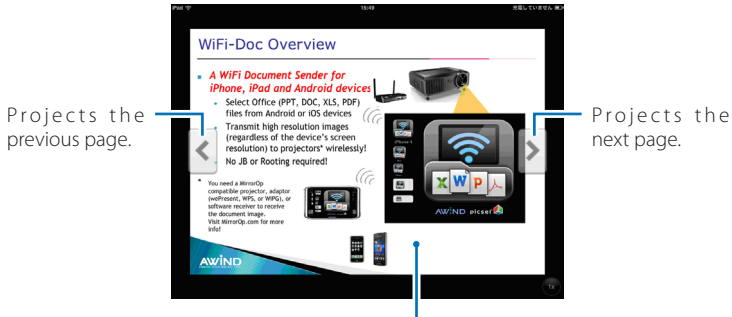 iPad
15:49
充電していません
WiFi-Doc Overview
A WiFi Document Sender for
iPhone, iPad and Android devices
Select Office (PPT, DOC, XLS, PDF)
files from Android or iOS devices
Transmit high resolution images
(regardless of the device's screen
resolution) to projectors* wirelessly!
No JB or Rooting required!
* You need a MirrorOp
compatible projector, adaptor
(wePresent, WPS, or WiPG), or
software receiver to receive
the document image.
Visit MirrorOp.com for more
info!
AWIND
iPhone 4
X W P
AWIND picsel
1x
Projects the
previous page.
Projects the
next page.